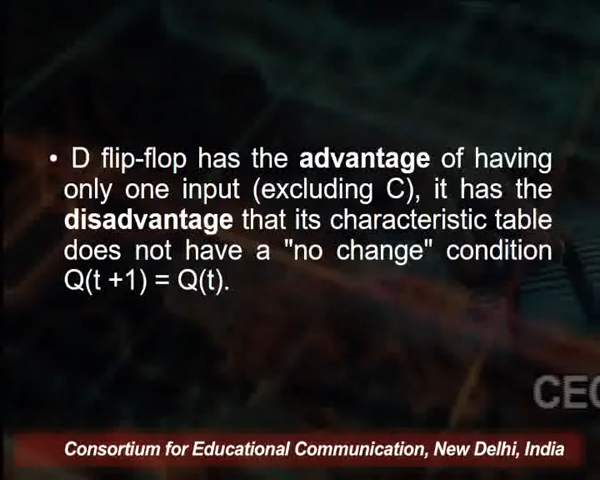 • D flip-flop has the advantage of having
only one input (excluding C), it has the
disadvantage that its characteristic table
does not have a "no change" condition
Q(t +1) = Q(t).
CEC
Consortium for Educational Communication, New Delhi, India